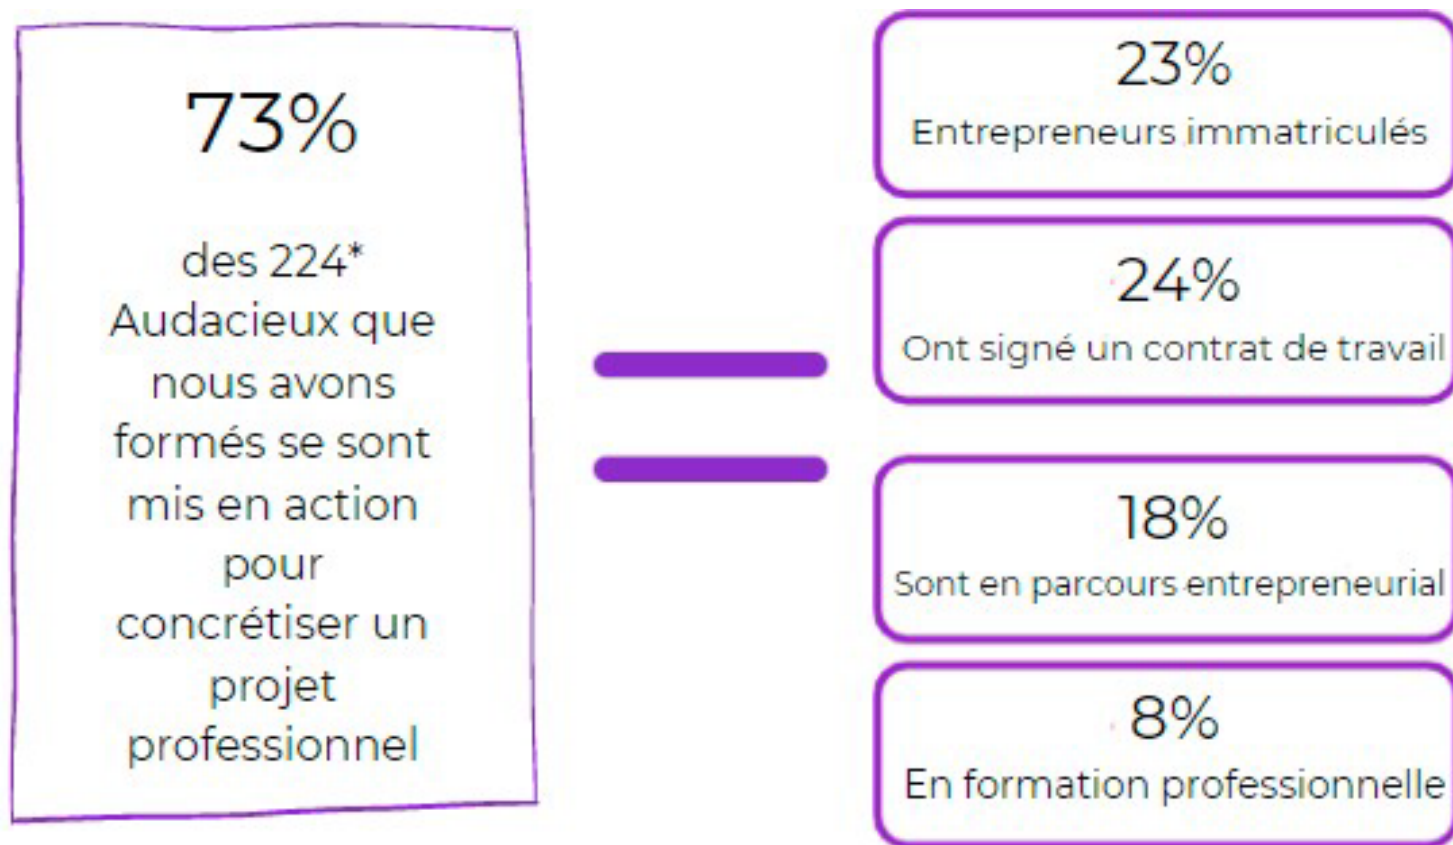 73%
des 224*
Audacieux que
nous avons
formés se sont
mis en action
pour
concrétiser un
projet
professionnel
23%
Entrepreneurs immatriculés
24%
Ont signé un contrat de travail
18%
Sont en parcours entrepreneurial
8%
En formation professionnelle